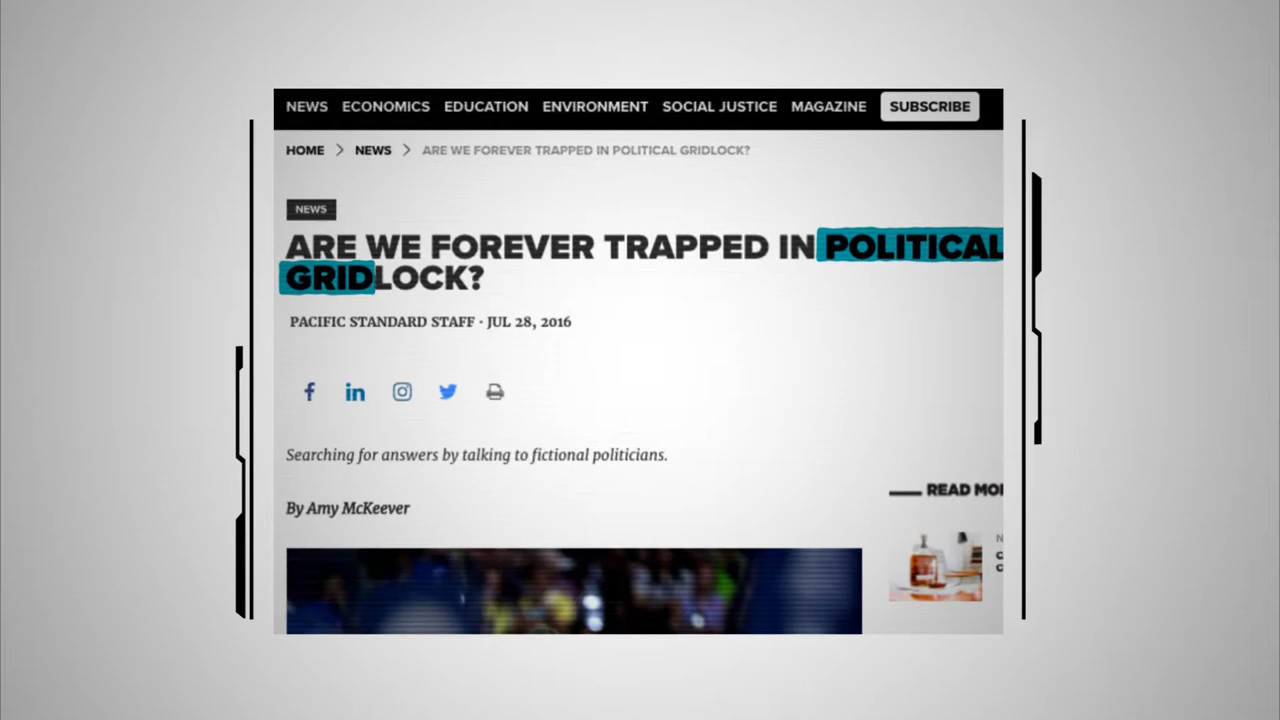 NEWS ECONOMICS EDUCATION ENVIRONMENT SOCIAL JUSTICE MAGAZINE SUBSCRIBE
HOME > NEWS > ARE WE FOREVER TRAPPED IN POLITICAL GRIDLOCK?
NEWS
ARE WE FOREVER TRAPPED IN POLITICAL
GRIDLOCK?
PACIFIC STANDARD STAFF · JUL 28, 2016
Searching for answers by talking to fictional politicians.
By Amy McKeever
READ